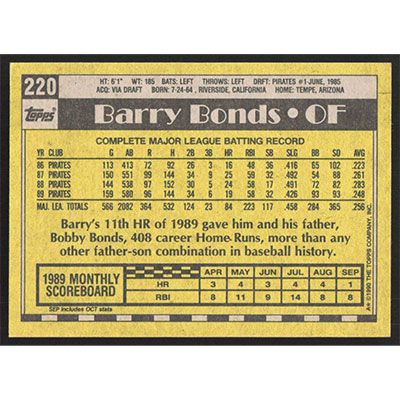 220
Topps
HT: 6'1" WT: 185 BATS: LEFT THROWS: LEFT DRFT: PIRATES #1-JUNE, 1985
ACQ: VIA DRAFT BORN: 7-24-64, RIVERSIDE, CALIFORNIA HOME: TEMPE, ARIZONA
Barry Bonds • OF
COMPLETE MAJOR LEAGUE BATTING RECORD
YR CLUB G AB R H 2B 3B HR RBI SB SLG BB SO AVG
86 PIRATES 113 413 72 92 26 3 16 48 36 .416 65 102 .223
87 PIRATES 150 551 99 144 34 9 25 59 32 .492 54 88 .261
88 PIRATES 144 538 97 152 30 5 24 58 17 .491 72 82 .283
89 PIRATES 159 580 96 144 34 6 19 58 32 .426 93 93 .248
MAJ. LEA. TOTALS 566 2082 364 532 124 23 84 223 117 .458 284 365 .256
Barry's 11th HR of 1989 gave him and his father,
Bobby Bonds, 408 career Home Runs, more than any
other father-son combination in baseball history.
1989 MONTHLY SCOREBOARD
APR MAY JUN JUL AUG SEP
HR 3 4 4 3 4 1
RBI 8 11 9 14 8 8
SEP includes OCT stats
A® ©1990 THE TOPPS COMPANY, INC.